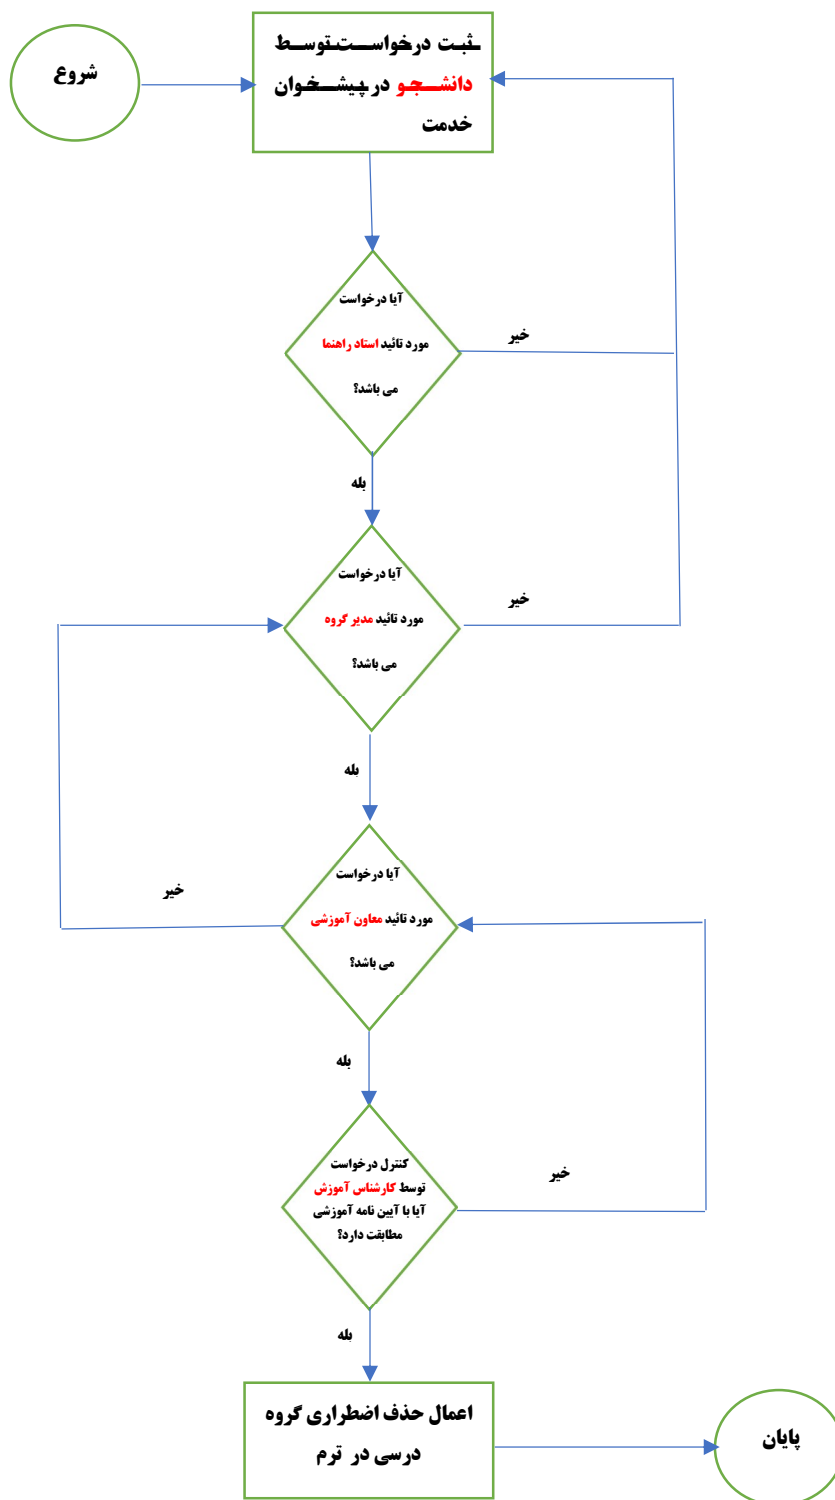 شروع
ثبت درخواست توسط
دانشجو در پیشخوان
خدمت
آیا درخواست
مورد تائید استاد راهنما
می باشد؟
خیر
بله
آیا درخواست
مورد تائید مدیر گروه
می باشد؟
خیر
بله
آیا درخواست
مورد تائید معاون آموزشی
می باشد؟
خیر
بله
کنترل درخواست
توسط کارشناس آموزش
آیا با آیین نامه آموزشی
مطابقت دارد؟
خیر
بله
اعمال حذف اضطراری گروه
درسی در ترم
پایان